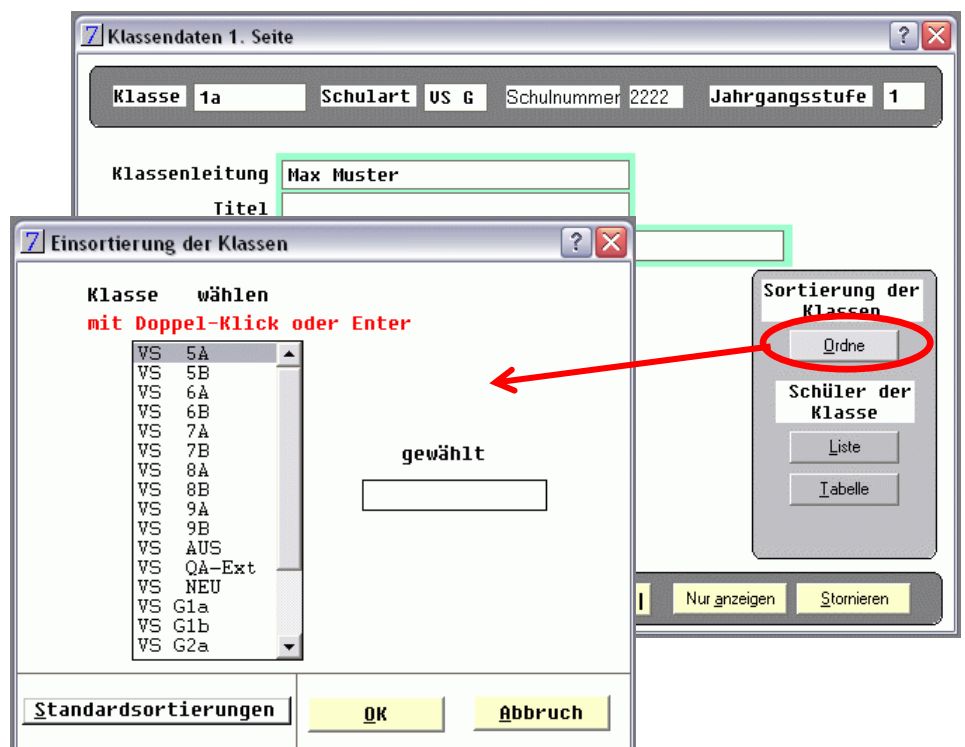 7 Klassendaten 1. Seite ?
Klasse 1a Schulart VS G Schulnummer 2222 Jahrgangsstufe 1
Klassenleitung Max Muster
Titel
Sortierung der
Klassen
Ordne
Schüler der
Klasse
Liste
Tabelle
Nur anzeigen Stornieren
7 Einsortierung der Klassen ?
Klasse wählen
mit Doppel-Klick oder Enter
VS 5A
VS 5B
VS 6A
VS 6B
VS 7A
VS 7B
VS 8A
VS 8B
VS 9A
VS 9B
VS AUS
VS QA-Ext
VS NEU
VS G1a
VS G1b
VS G2a
gewählt
Standardsortierungen OK Abbruch